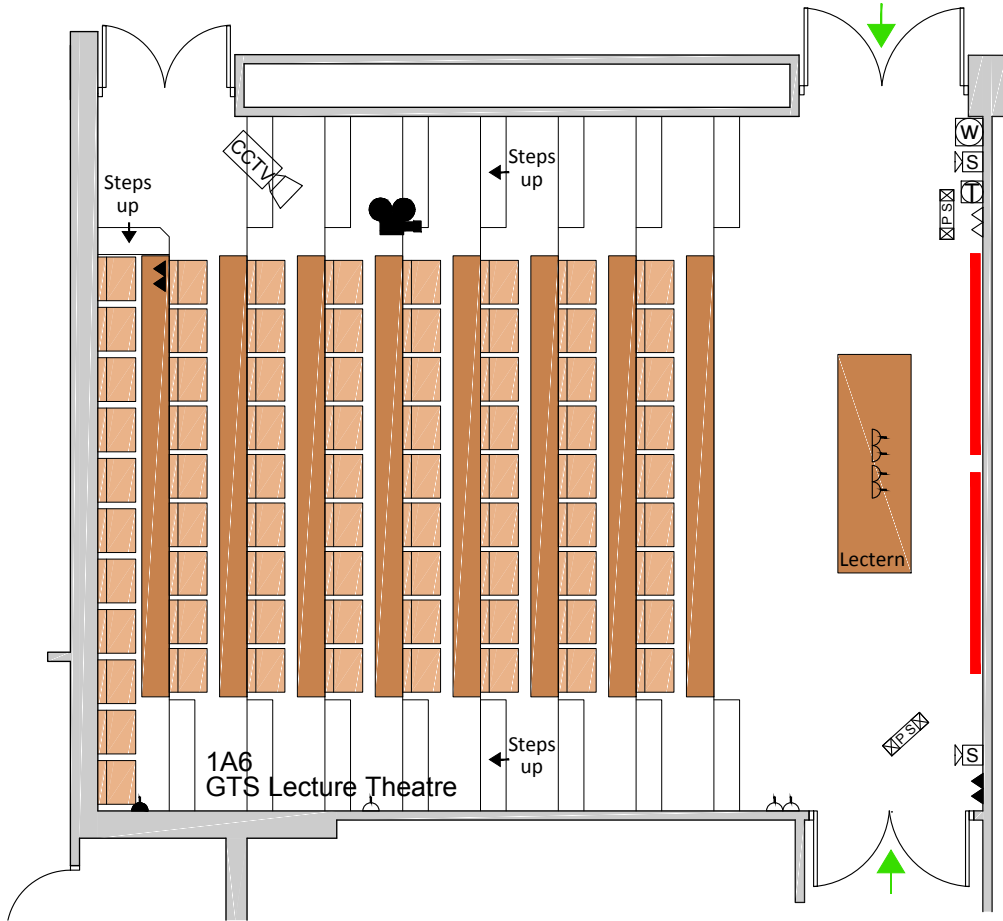 W
S
CCTV
Steps
up
T
Steps
up
P S
Lectern
P S
Steps
up
S
1A6
GTS Lecture Theatre